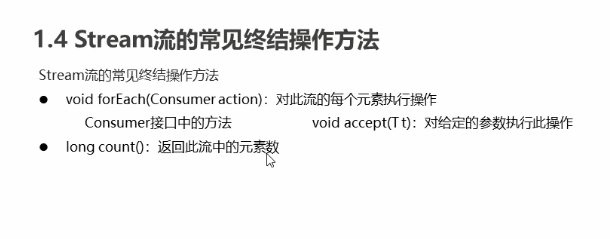 1.4 Stream流的常见终结操作方法
Stream流的常见终结操作方法
● void forEach(Consumer action)：对此流的每个元素执行操作
Consumer接口中的方法 void accept(T t)：对给定的参数执行此操作
● long count()：返回此流中的元素数